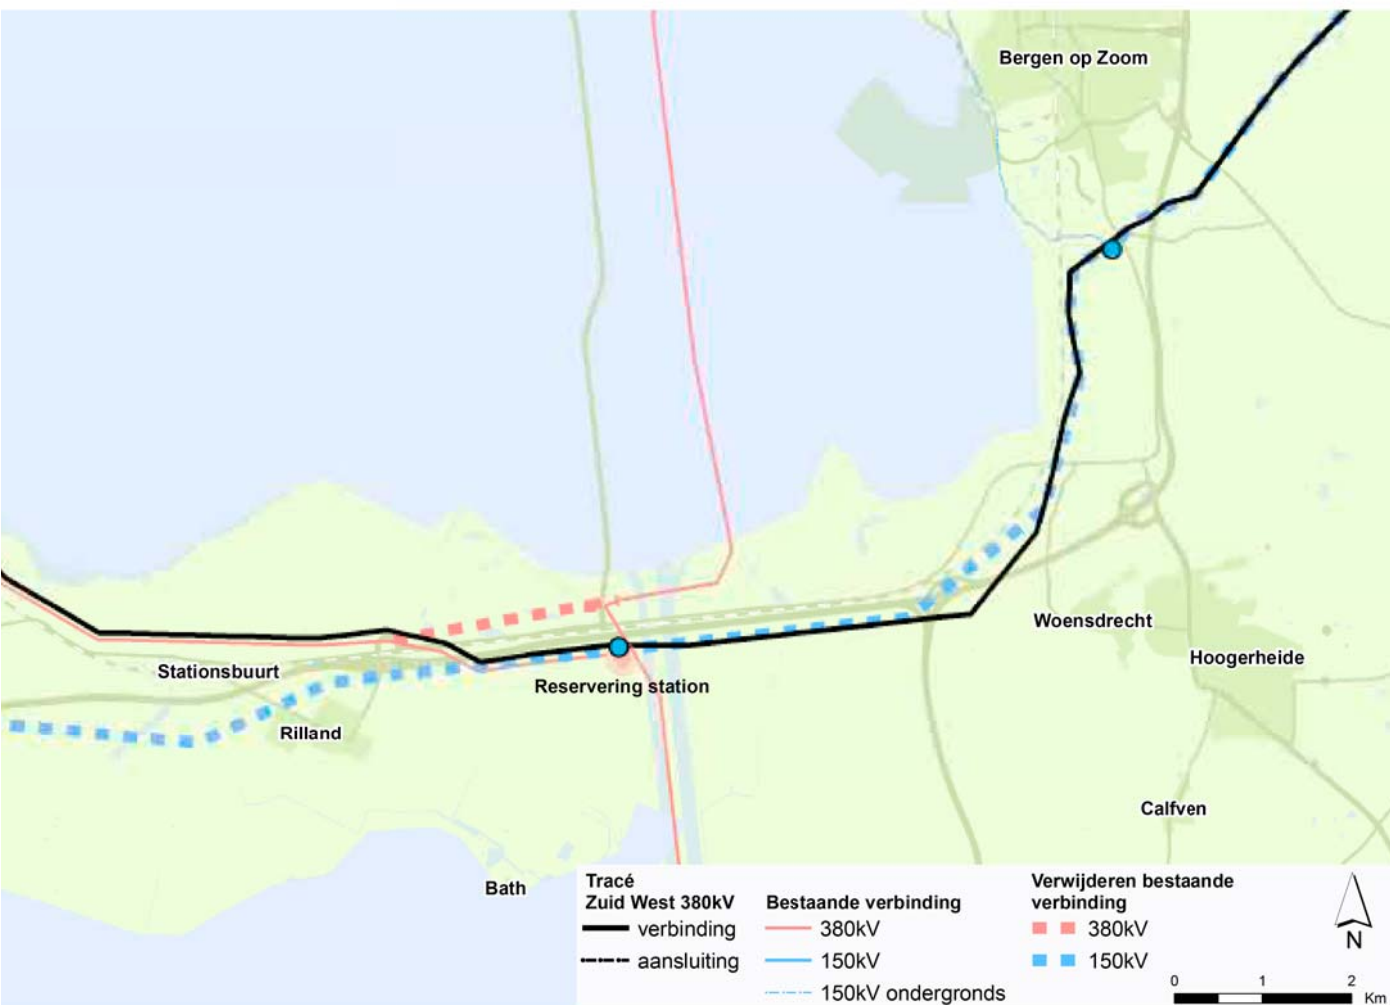 Bergen op Zoom
Woensdrecht
Hoogerheide
Stationsbuurt
Reservering station
Rilland
Calfven
Bath
Tracé
Zuid West 380kV
verbinding
aansluiting
Bestaande verbinding
380kV
150kV
150kV ondergronds
Verwijderen bestaande
verbinding
380kV
150kV
N
0 1 2
Km